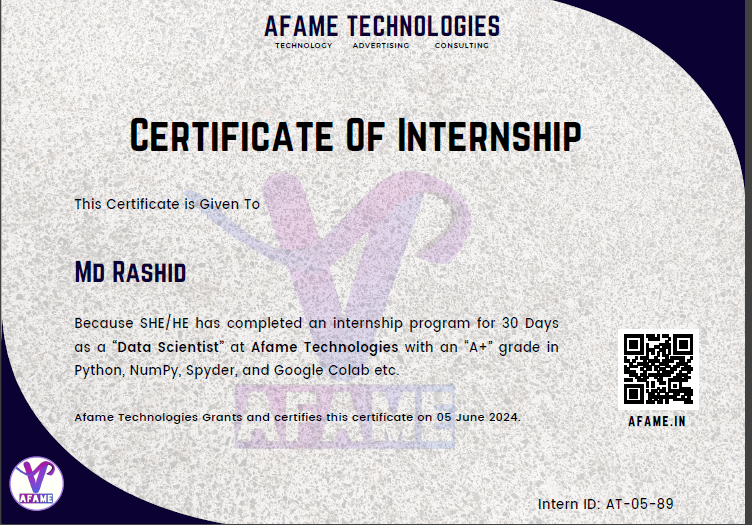 AFAME TECHNOLOGIES
TECHNOLOGY ADVERTISING CONSULTING
CERTIFICATE OF INTERNSHIP
This Certificate is Given To
MD RASHID
Because SHE/HE has completed an internship program for 30 Days
as a “Data Scientist” at Afame Technologies with an “A+” grade in
Python, NumPy, Spyder, and Google Colab etc.
Afame Technologies Grants and certifies this certificate on 05 June 2024.
AFAME
AFAME.IN
AFAME
Intern ID: AT-05-89